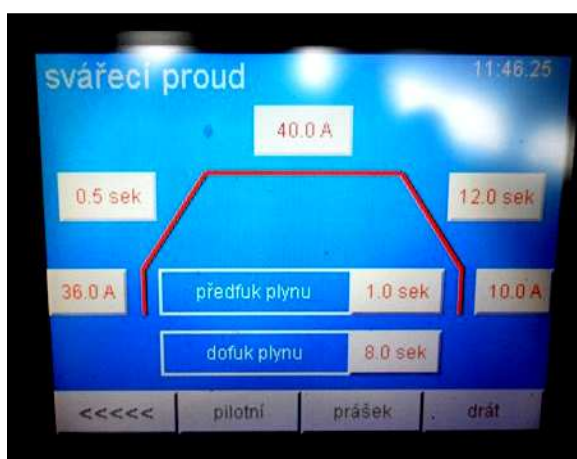 svářecí proud 11:46.25
40.0 A
0.5 sek 12.0 sek
36.0 A předfuk plynu 1.0 sek 10.0 A
dofuk plynu 8.0 sek
<<<<< pilotní prášek drát